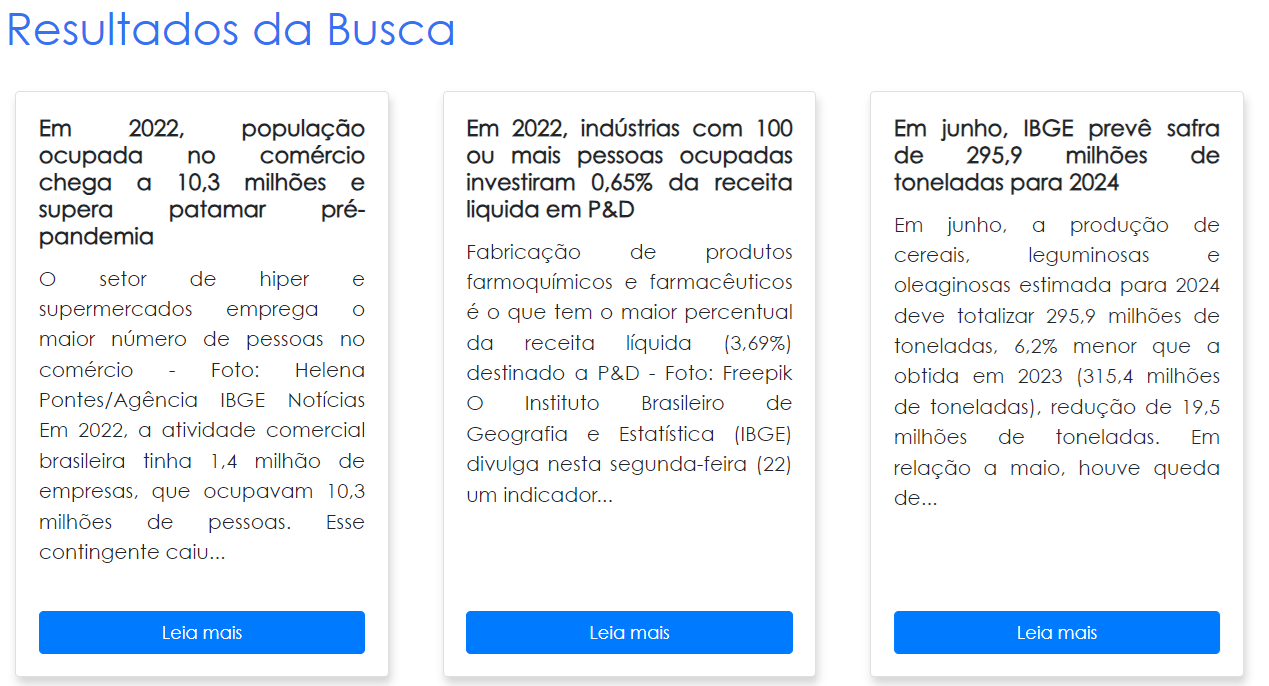 Resultados da Busca
Em 2022, população
ocupada no comércio
chega a 10,3 milhões e
supera patamar pré-
pandemia
O setor de hiper e
supermercados emprega o
maior número de pessoas no
comércio - Foto: Helena
Pontes/Agência IBGE Notícias
Em 2022, a atividade comercial
brasileira tinha 1,4 milhão de
empresas, que ocupavam 10,3
milhões de pessoas. Esse
contingente caiu...
Leia mais
Em 2022, indústrias com 100
ou mais pessoas ocupadas
investiram 0,65% da receita
liquida em P&D
Fabricação de produtos
farmoquímicos e farmacêuticos
é o que tem o maior percentual
da receita líquida (3,69%)
destinado a P&D - Foto: Freepik
O Instituto Brasileiro de
Geografia e Estatística (IBGE)
divulga nesta segunda-feira (22)
um indicador...
Leia mais
Em junho, IBGE prevê safra
de 295,9 milhões de
toneladas para 2024
Em junho, a produção de
cereais, leguminosas e
oleaginosas estimada para 2024
deve totalizar 295,9 milhões de
toneladas, 6,2% menor que a
obtida em 2023 (315,4 milhões
de toneladas), redução de 19,5
milhões de toneladas. Em
relação a maio, houve queda
de...
Leia mais